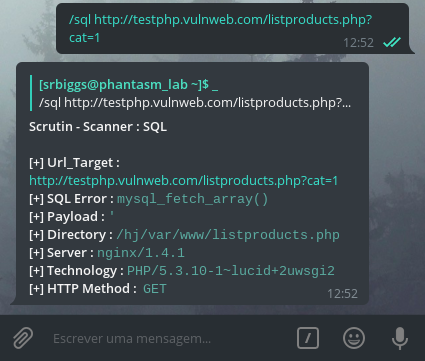 /sql http://testphp.vulnweb.com/listproducts.php?
cat=1
12:52
[srbiggs@phantasm_lab ~]$ _
/sql http://testphp.vulnweb.com/listproducts.php?...
Scrutin - Scanner : SQL
[+] Url_Target :
http://testphp.vulnweb.com/listproducts.php?cat=1
[+] SQL Error : mysql_fetch_array()
[+] Payload : '
[+] Directory : /hj/var/www/listproducts.php
[+] Server : nginx/1.4.1
[+] Technology : PHP/5.3.10-1~lucid+2uwsgi2
[+] HTTP Method : GET
12:52
Escrever uma mensagem...